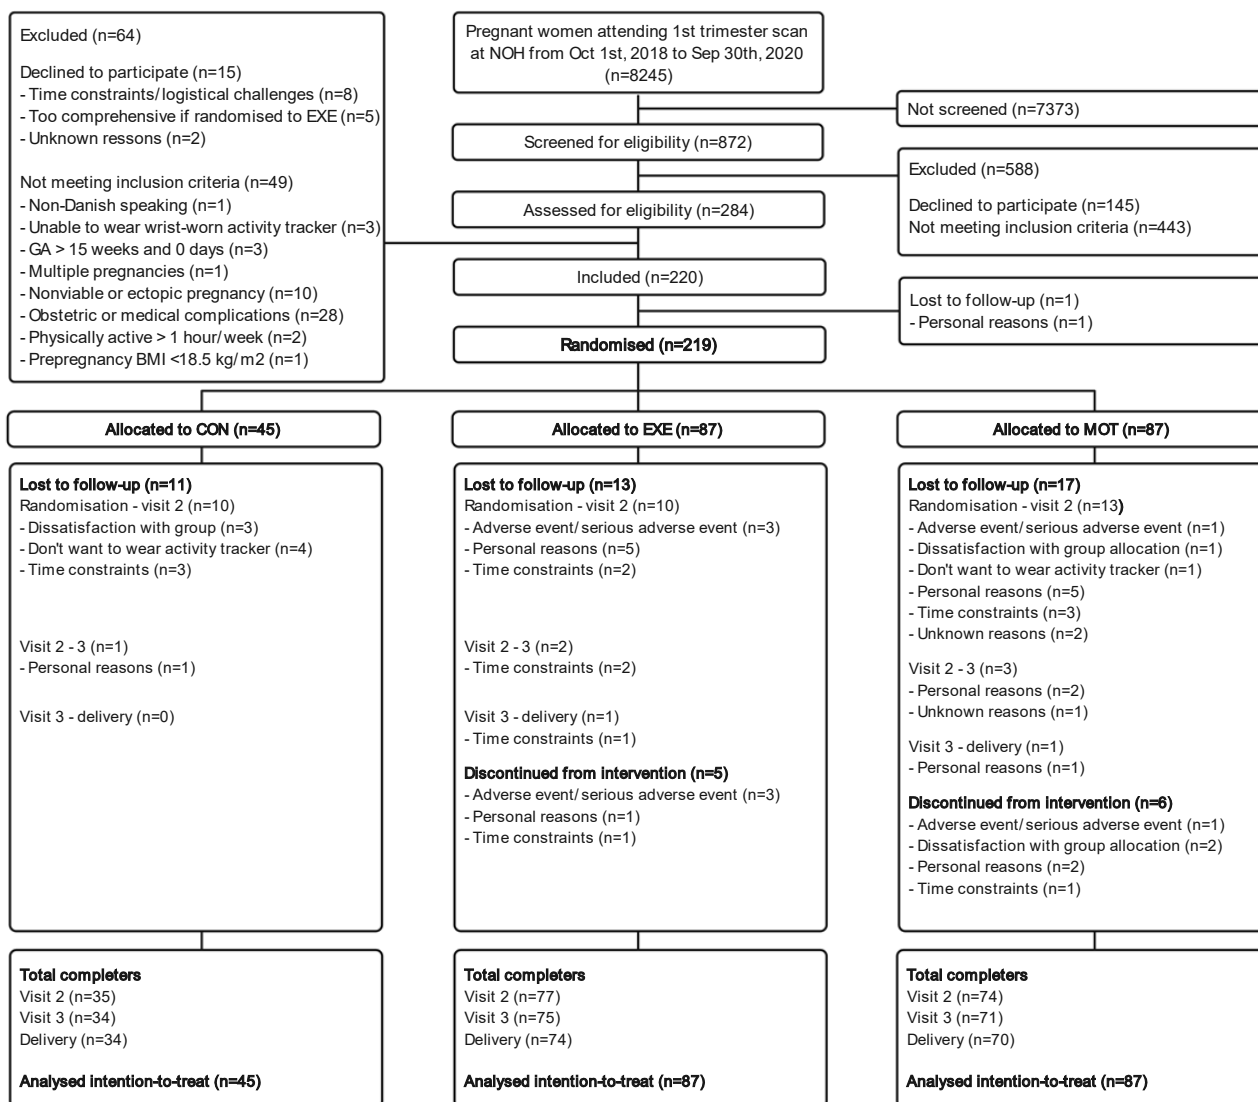 Pregnant women attending 1st trimester scan
at NOH from Oct 1st, 2018 to Sep 30th, 2020
(n=8245)
Not screened (n=7373)
Screened for eligibility (n=872)
Excluded (n=588)
Declined to participate (n=145)
Not meeting inclusion criteria (n=443)
Assessed for eligibility (n=284)
Excluded (n=64)
Declined to participate (n=15)
- Time constraints/logistical challenges (n=8)
- Too comprehensive if randomised to EXE (n=5)
- Unknown ressons (n=2)
Not meeting inclusion criteria (n=49)
- Non-Danish speaking (n=1)
- Unable to wear wrist-worn activity tracker (n=3)
- GA > 15 weeks and 0 days (n=3)
- Multiple pregnancies (n=1)
- Nonviable or ectopic pregnancy (n=10)
- Obstetric or medical complications (n=28)
- Physically active > 1 hour/week (n=2)
- Prepregnancy BMI <18.5 kg/m2 (n=1)
Included (n=220)
Lost to follow-up (n=1)
- Personal reasons (n=1)
Randomised (n=219)
Allocated to CON (n=45)
Lost to follow-up (n=11)
Randomisation - visit 2 (n=10)
- Dissatisfaction with group (n=3)
- Don't want to wear activity tracker (n=4)
- Time constraints (n=3)
Visit 2 - 3 (n=1)
- Personal reasons (n=1)
Visit 3 - delivery (n=0)
Total completers
Visit 2 (n=35)
Visit 3 (n=34)
Delivery (n=34)
Analysed intention-to-treat (n=45)
Allocated to EXE (n=87)
Lost to follow-up (n=13)
Randomisation - visit 2 (n=10)
- Adverse event/serious adverse event (n=3)
- Personal reasons (n=5)
- Time constraints (n=2)
Visit 2 - 3 (n=2)
- Time constraints (n=2)
Visit 3 - delivery (n=1)
- Time constraints (n=1)
Discontinued from intervention (n=5)
- Adverse event/serious adverse event (n=3)
- Personal reasons (n=1)
- Time constraints (n=1)
Total completers
Visit 2 (n=77)
Visit 3 (n=75)
Delivery (n=74)
Analysed intention-to-treat (n=87)
Allocated to MOT (n=87)
Lost to follow-up (n=17)
Randomisation - visit 2 (n=13)
- Adverse event/serious adverse event (n=1)
- Dissatisfaction with group allocation (n=1)
- Don't want to wear activity tracker (n=1)
- Personal reasons (n=5)
- Time constraints (n=3)
- Unknown reasons (n=2)
Visit 2 - 3 (n=3)
- Personal reasons (n=2)
- Unknown reasons (n=1)
Visit 3 - delivery (n=1)
- Personal reasons (n=1)
Discontinued from intervention (n=6)
- Adverse event/serious adverse event (n=1)
- Dissatisfaction with group allocation (n=2)
- Personal reasons (n=2)
- Time constraints (n=1)
Total completers
Visit 2 (n=74)
Visit 3 (n=71)
Delivery (n=70)
Analysed intention-to-treat (n=87)